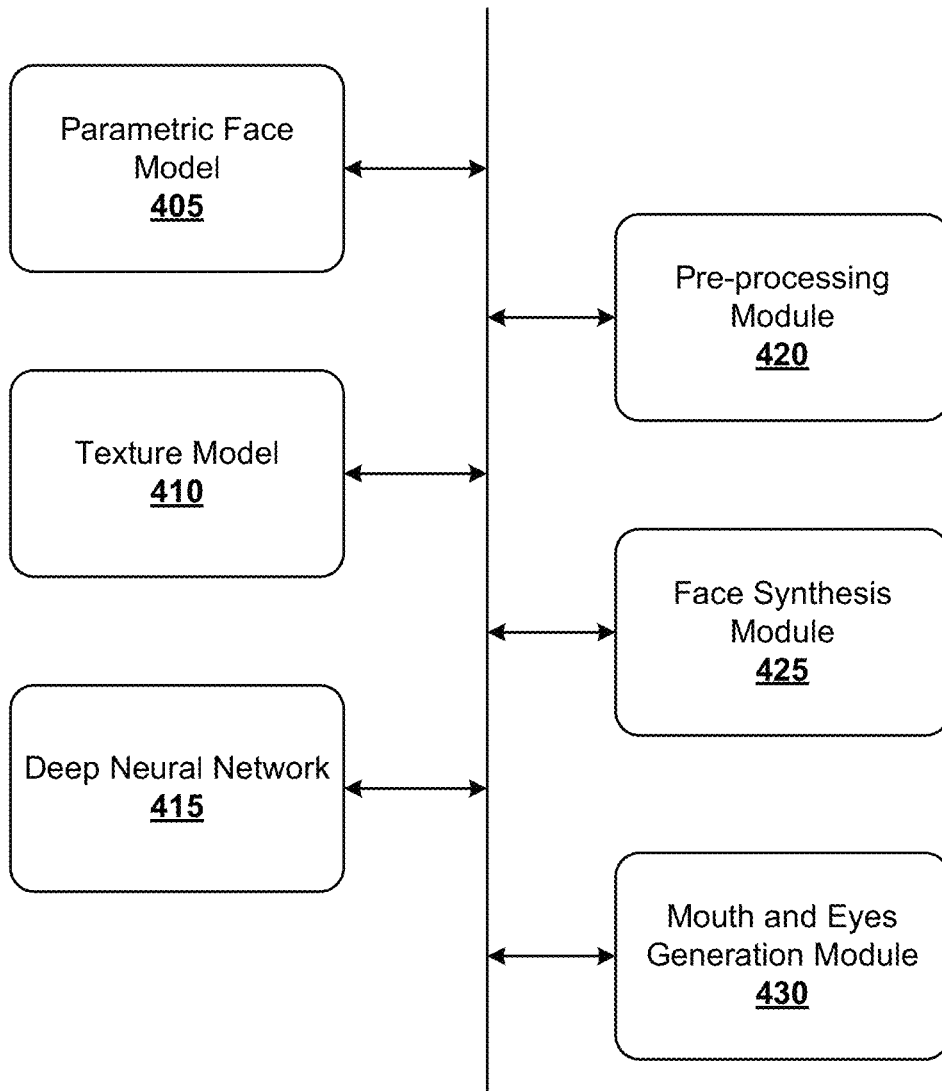 Parametric Face
Model
405
Texture Model
410
Deep Neural Network
415
Pre-processing
Module
420
Face Synthesis
Module
425
Mouth and Eyes
Generation Module
430